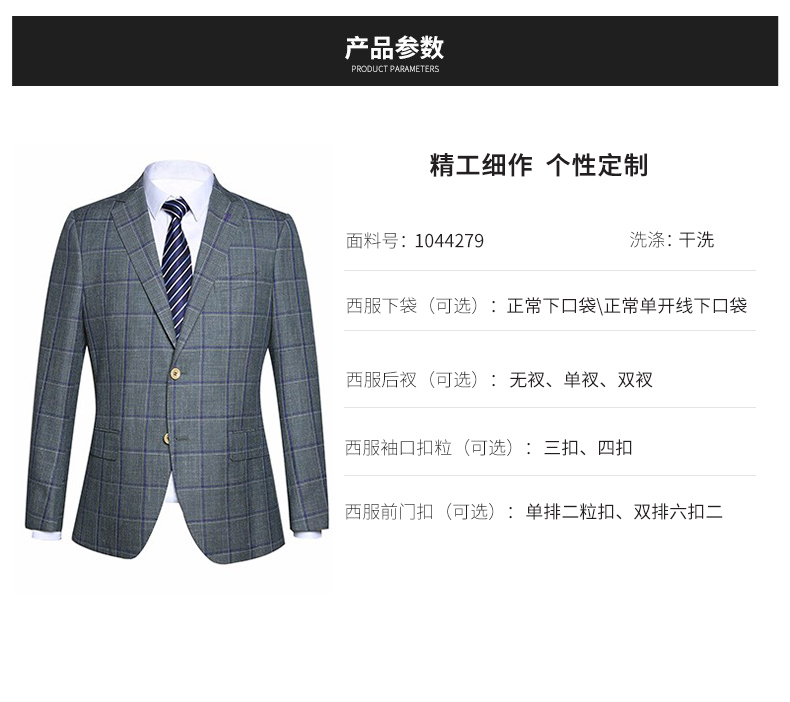 产品参数
PRODUCT PARAMETERS
精工细作 个性定制
面料号：1044279 洗涤：干洗
西服下袋（可选）：正常下口袋\正常单开线下口袋
西服后衩（可选）：无衩、单衩、双衩
西服袖口扣粒（可选）：三扣、四扣
西服前门扣（可选）：单排二粒扣、双排六扣二